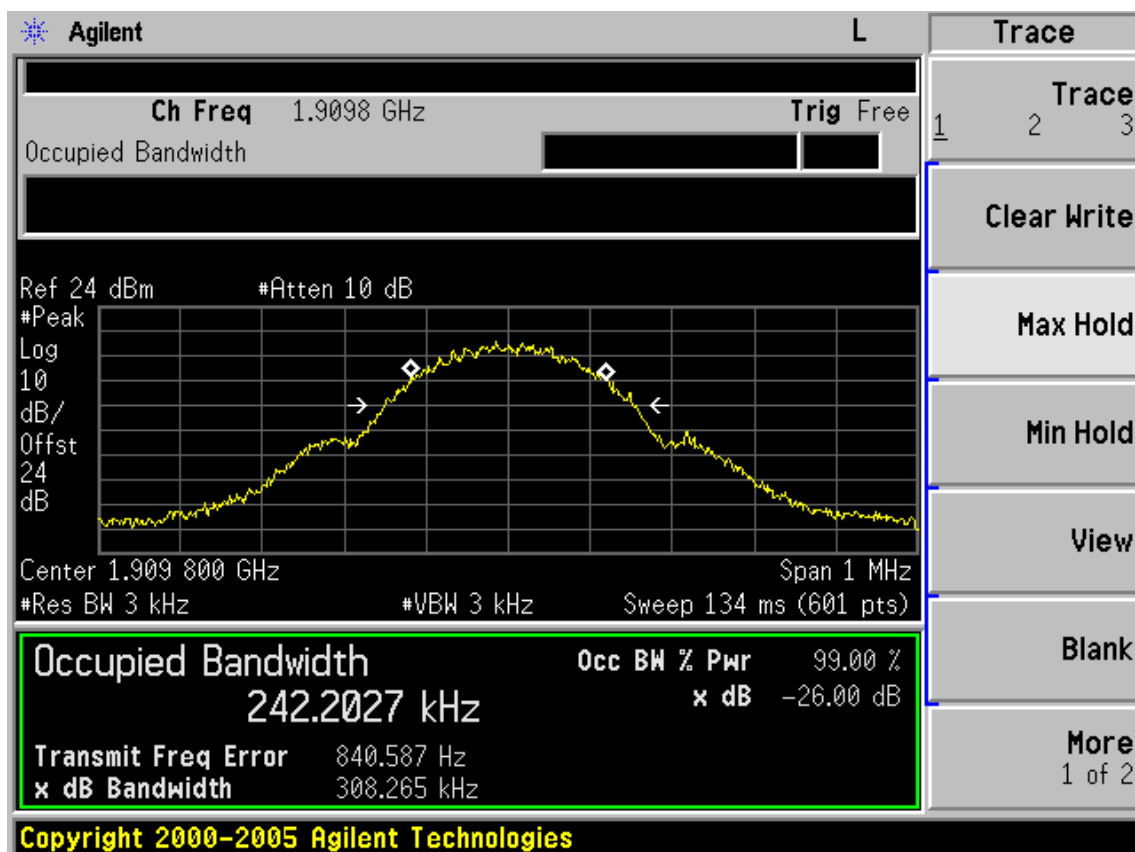 Agilent L Trace
Ch Freq 1.9098 GHz Trig Free
Occupied Bandwidth
Trace
1 2 3
Clear Write
Max Hold
Min Hold
View
Blank
More
1 of 2
Ref 24 dBm #Atten 10 dB
#Peak
Log
10
dB/
Offst
24
dB
Center 1.909 800 GHz Span 1 MHz
#Res BW 3 kHz #VBW 3 kHz Sweep 134 ms (601 pts)
Occupied Bandwidth Occ BW % Pwr 99.00 %
242.2027 kHz x dB -26.00 dB
Transmit Freq Error 840.587 Hz
x dB Bandwidth 308.265 kHz
Copyright 2000-2005 Agilent Technologies